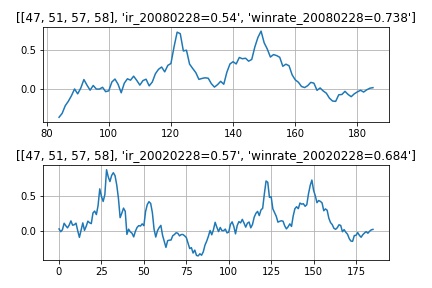 [[47, 51, 57, 58], 'ir_20080228=0.54', 'winrate_20080228=0.738']
0.5
0.0
80 100 120 140 160 180
[[47, 51, 57, 58], 'ir_20020228=0.57', 'winrate_20020228=0.684']
0.5
0.0
0 25 50 75 100 125 150 175